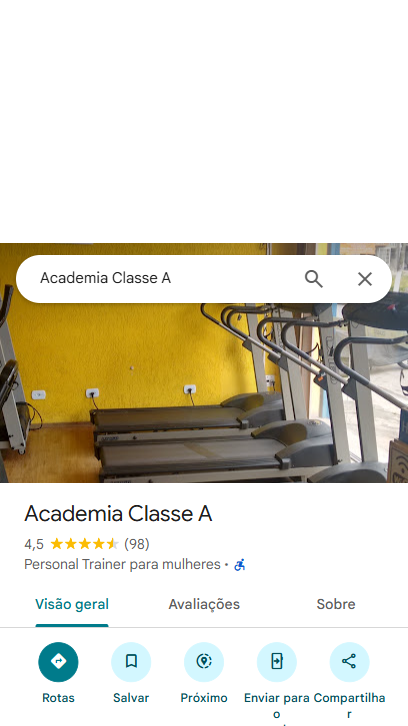 Academia Classe A
Academia Classe A
4,5 (98)
Personal Trainer para mulheres ·
Visão geral
Avaliações
Sobre
Rotas
Salvar
Próximo
Enviar para
o
Compartilha
r